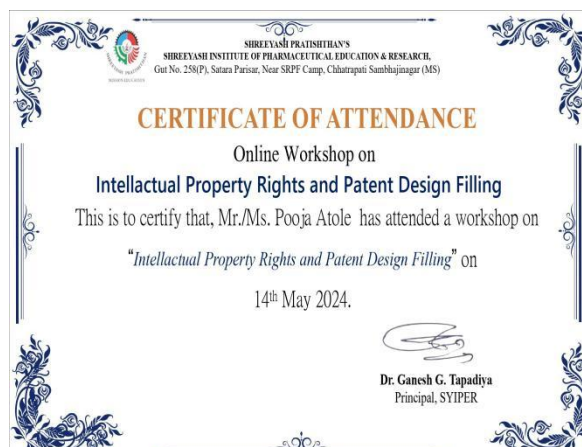 SHREEYASH PRATISHTHAN'S
SHREEYASH INSTITUTE OF PHARMACEUTICAL EDUCATION & RESEARCH,
Gut No. 258(P), Satara Parisar, Near SRPF Camp, Chhatrapati Sambhajinagar (MS)
CERTIFICATE OF ATTENDANCE
Online Workshop on
Intellactual Property Rights and Patent Design Filling
This is to certify that, Mr./Ms. Pooja Atole has attended a workshop on
"Intellactual Property Rights and Patent Design Filling" on
14th May 2024.
Dr. Ganesh G. Tapadiya
Principal, SYIPER